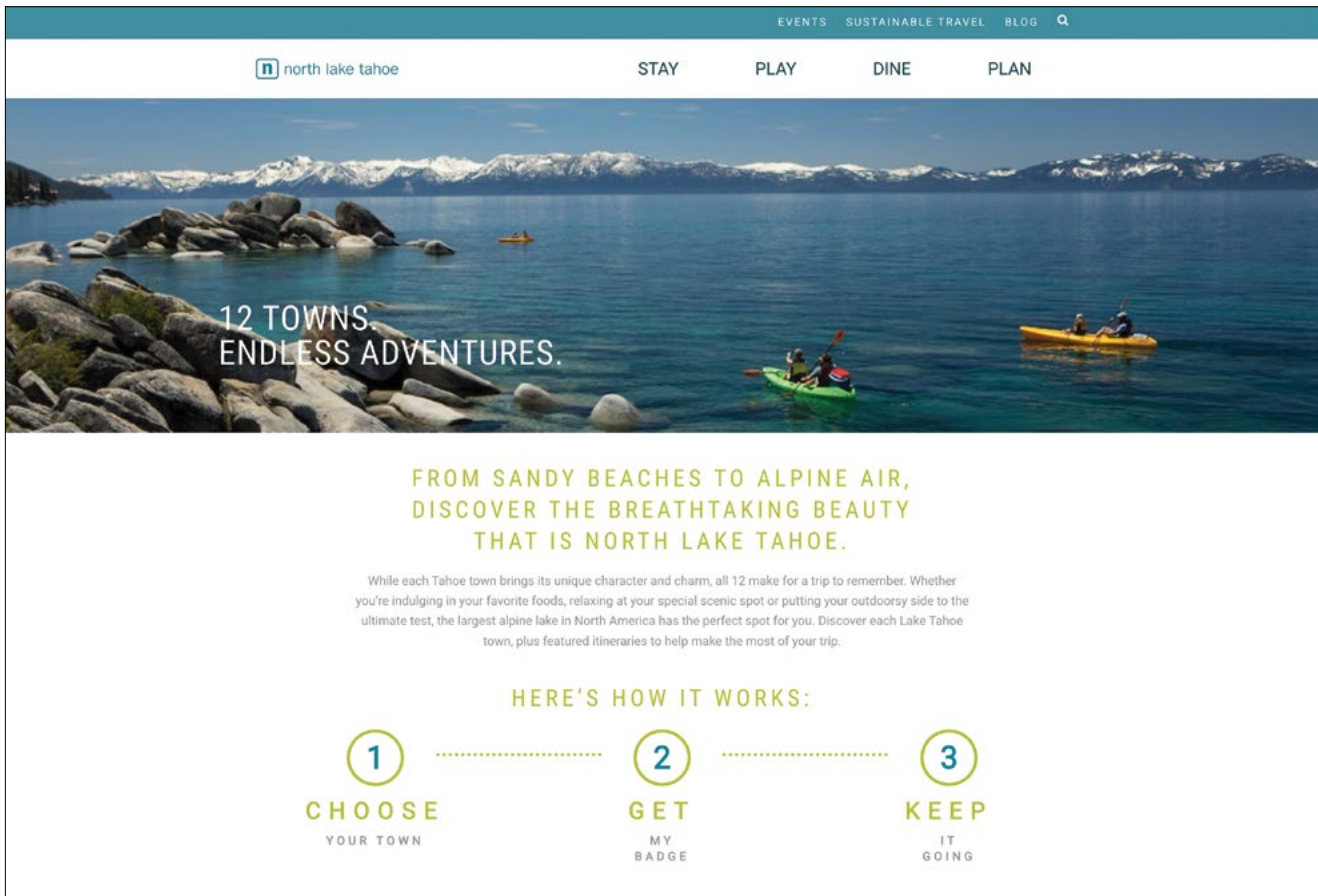 EVENTS SUSTAINABLE TRAVEL BLOG
n north lake tahoe
STAY PLAY DINE PLAN
12 TOWNS.
ENDLESS ADVENTURES.
FROM SANDY BEACHES TO ALPINE AIR,
DISCOVER THE BREATHTAKING BEAUTY
THAT IS NORTH LAKE TAHOE.
While each Tahoe town brings its unique character and charm, all 12 make for a trip to remember. Whether
you're indulging in your favorite foods, relaxing at your special scenic spot or putting your outdoorsy side to the
ultimate test, the largest alpine lake in North America has the perfect spot for you. Discover each Lake Tahoe
town, plus featured itineraries to help make the most of your trip.
HERE'S HOW IT WORKS:
1 2 3
CHOOSE GET KEEP
YOUR TOWN MY IT
BADGE GOING